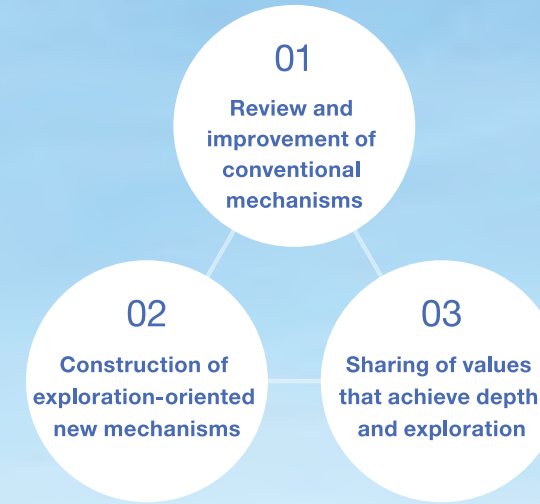 01
Review and
improvement of
conventional
mechanisms
02
Construction of
exploration-oriented
new mechanisms
03
Sharing of values
that achieve depth
and exploration